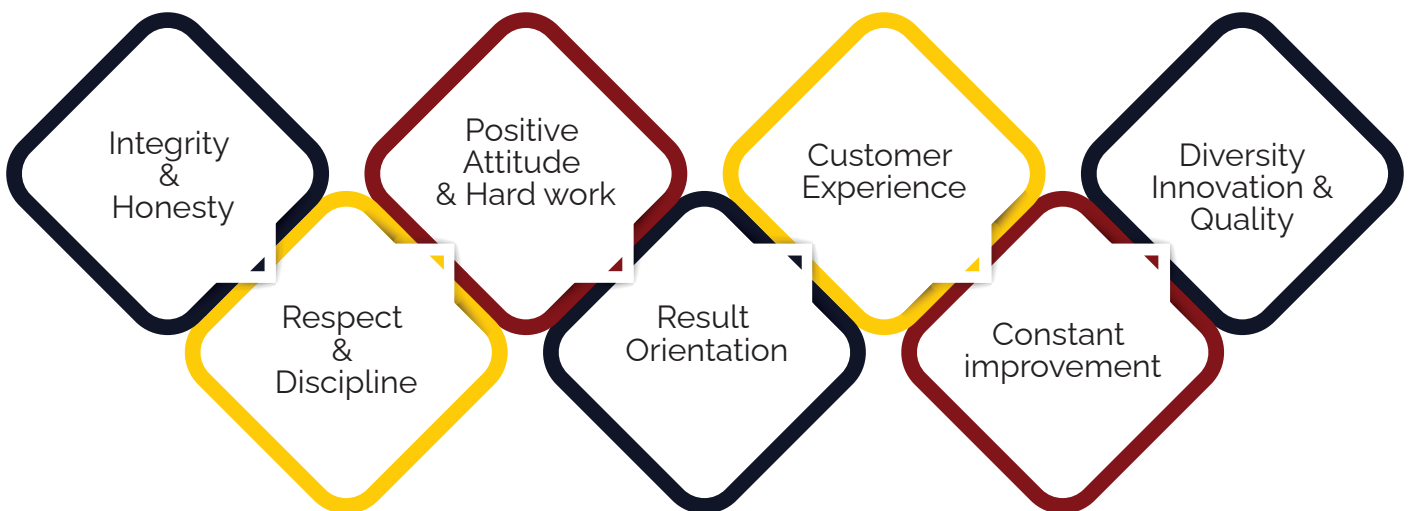 Integrity
&
Honesty
Respect
&
Discipline
Positive
Attitude
& Hard work
Result
Orientation
Customer
Experience
Constant
improvement
Diversity
Innovation &
Quality